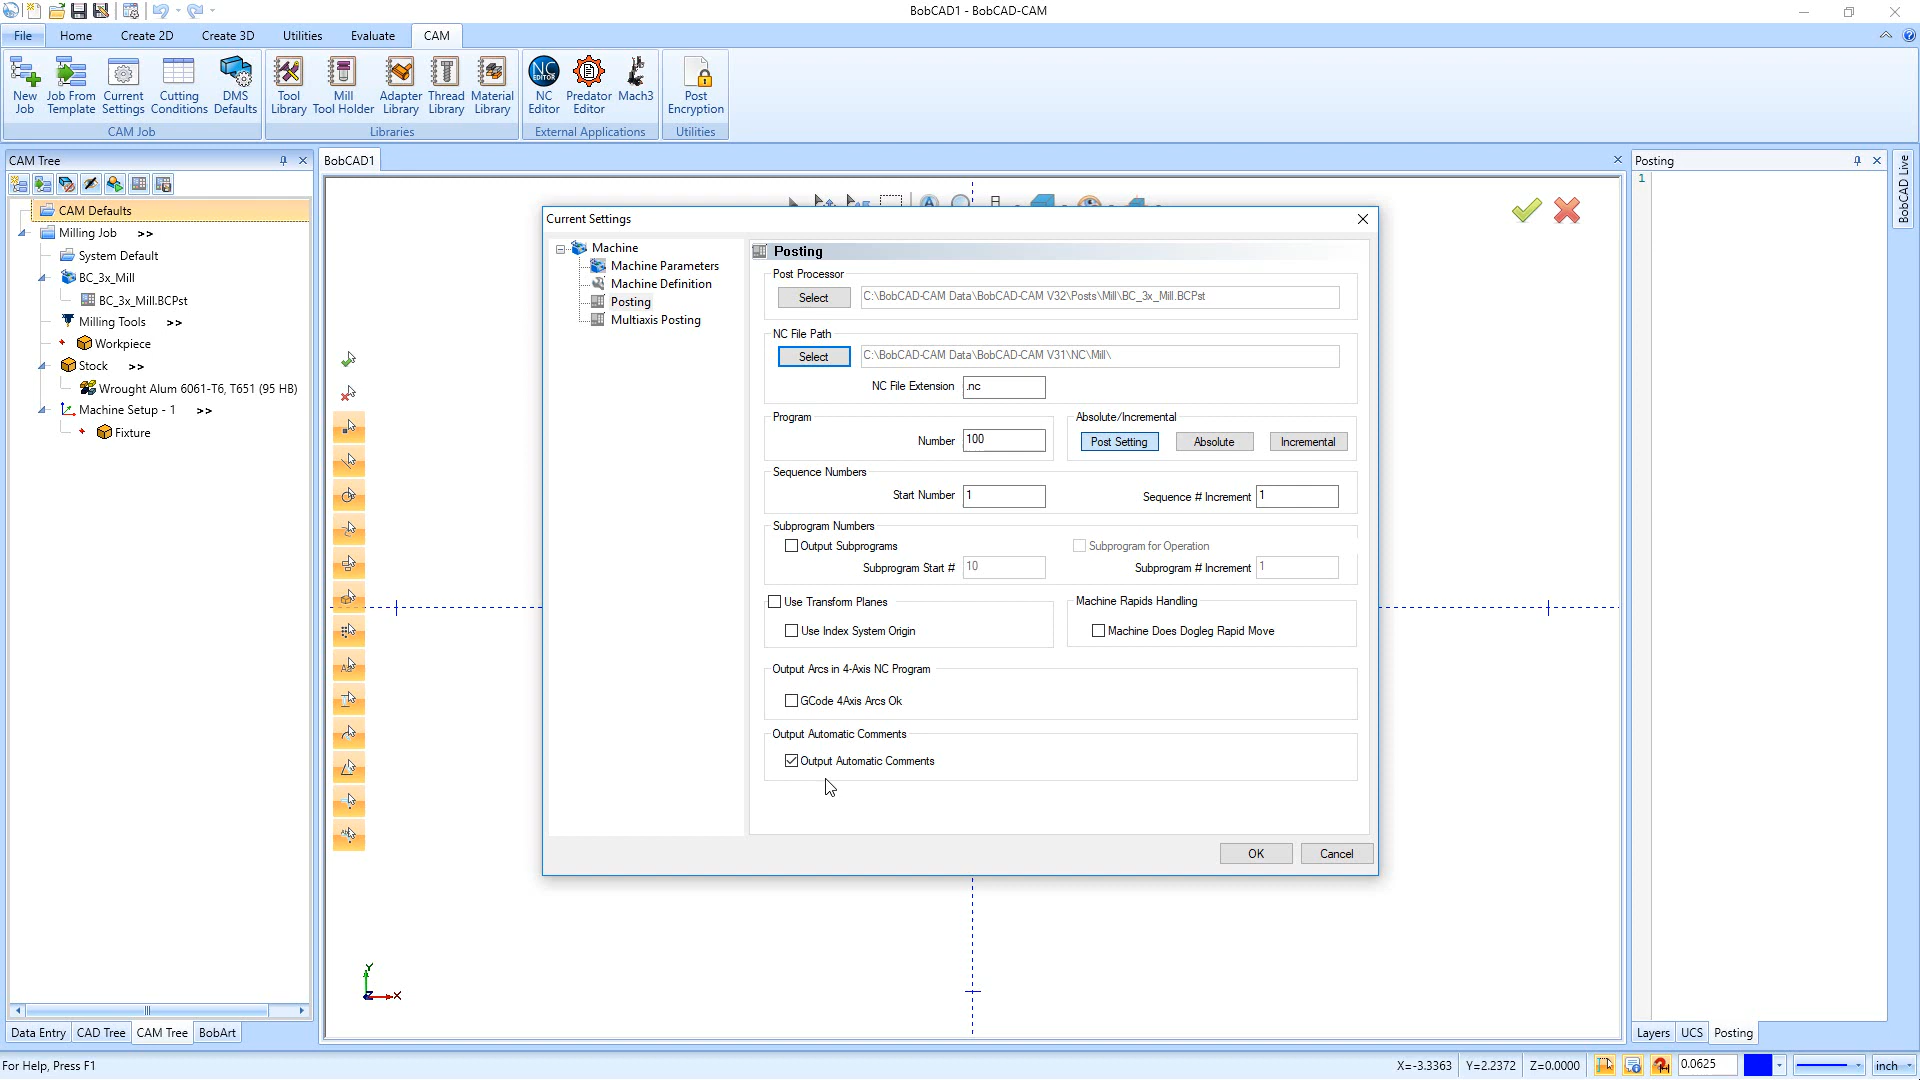 BobCAD1 - BobCAD-CAM
File
Home
Create 2D
Create 3D
Utilities
Evaluate
CAM
New Job
Job From Template
Current Settings
Cutting Conditions
DMS Defaults
CAM Job
Tool Library
Mill Tool Holder
Adapter Library
Thread Library
Material Library
Libraries
NC EDITOR
NC Editor
Predator Editor
Mach3
External Applications
Post Encryption
Utilities
CAM Tree
CAM Defaults
Milling Job >>
System Default
BC_3x_Mill
BC_3x_Mill.BCPst
Milling Tools >>
Workpiece
Stock >>
Wrought Alum 6061-T6, T651 (95 HB)
Machine Setup - 1 >>
Fixture
Data Entry
CAD Tree
CAM Tree
BobArt
BobCAD1
Current Settings
Machine
Machine Parameters
Machine Definition
Posting
Multiaxis Posting
Posting
Post Processor
Select
C:\BobCAD-CAM Data\BobCAD-CAM V32\Posts\Mill\BC_3x_Mill.BCPst
NC File Path
Select
C:\BobCAD-CAM Data\BobCAD-CAM V31\NC\Mill\
NC File Extension .nc
Program
Number 100
Absolute/Incremental
Post Setting
Absolute
Incremental
Sequence Numbers
Start Number 1
Sequence # Increment 1
Subprogram Numbers
Output Subprograms
Subprogram for Operation
Subprogram Start # 10
Subprogram # Increment 1
Use Transform Planes
Use Index System Origin
Machine Rapids Handling
Machine Does Dogleg Rapid Move
Output Arcs in 4-Axis NC Program
GCode 4Axis Arcs Ok
Output Automatic Comments
Output Automatic Comments
OK
Cancel
Y
Z
X
Posting
1
BobCAD Live
Layers
UCS
Posting
For Help, Press F1
X=-3.3363
Y=2.2372
Z=0.0000
0.0625
inch